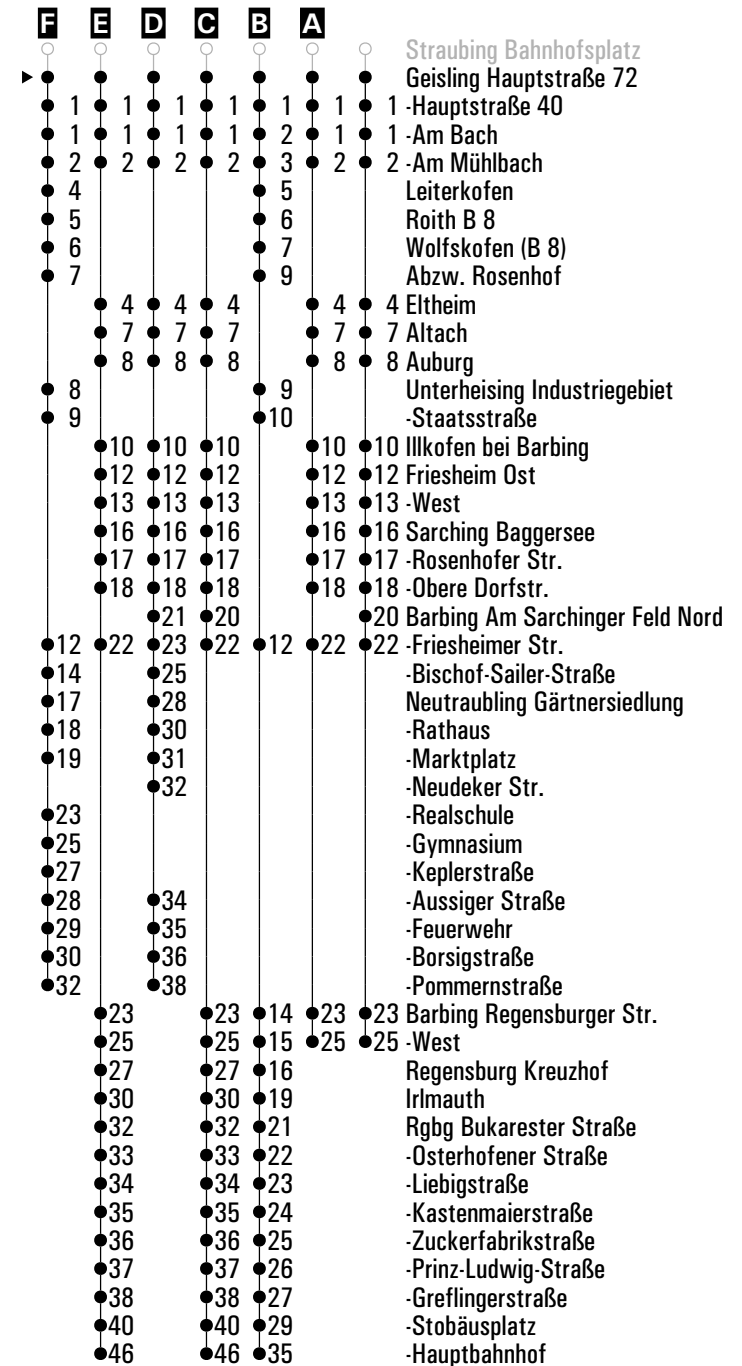 F E D C B A
Straubing Bahnhofsplatz
Geisling Hauptstraße 72
1 1 1 1 1 1 1 -Hauptstraße 40
1 1 1 1 2 1 1 -Am Bach
2 2 2 2 3 2 2 -Am Mühlbach
4 5 Leiterkofen
5 6 Roith B 8
6 7 Wolfskofen (B 8)
7 9 Abzw. Rosenhof
4 4 4 4 4 Eltheim
7 7 7 7 7 Altach
8 8 8 8 8 Auburg
8 9 Unterheising Industriegebiet
9 10 -Staatsstraße
10 10 10 10 10 Illkofen bei Barbing
12 12 12 12 12 Friesheim Ost
13 13 13 13 13 -West
16 16 16 16 16 Sarching Baggersee
17 17 17 17 17 -Rosenhofer Str.
18 18 18 18 18 -Obere Dorfstr.
21 20 20 Barbing Am Sarchinger Feld Nord
12 22 23 22 12 22 22 -Friesheimer Str.
14 25 -Bischof-Sailer-Straße
17 28 Neutraubling Gärtnersiedlung
18 30 -Rathaus
19 31 -Marktplatz
32 -Neudeker Str.
23 -Realschule
25 -Gymnasium
27 -Keplerstraße
28 34 -Aussiger Straße
29 35 -Feuerwehr
30 36 -Borsigstraße
32 38 -Pommernstraße
23 23 14 23 23 Barbing Regensburger Str.
25 25 15 25 25 -West
27 27 16 Regensburg Kreuzhof
30 30 19 Irlmauth
32 32 21 Rgbg Bukarester Straße
33 33 22 -Osterhofener Straße
34 34 23 -Liebigstraße
35 35 24 -Kastenmaierstraße
36 36 25 -Zuckerfabrikstraße
37 37 26 -Prinz-Ludwig-Straße
38 38 27 -Greflingerstraße
40 40 29 -Stobäusplatz
46 46 35 -Hauptbahnhof